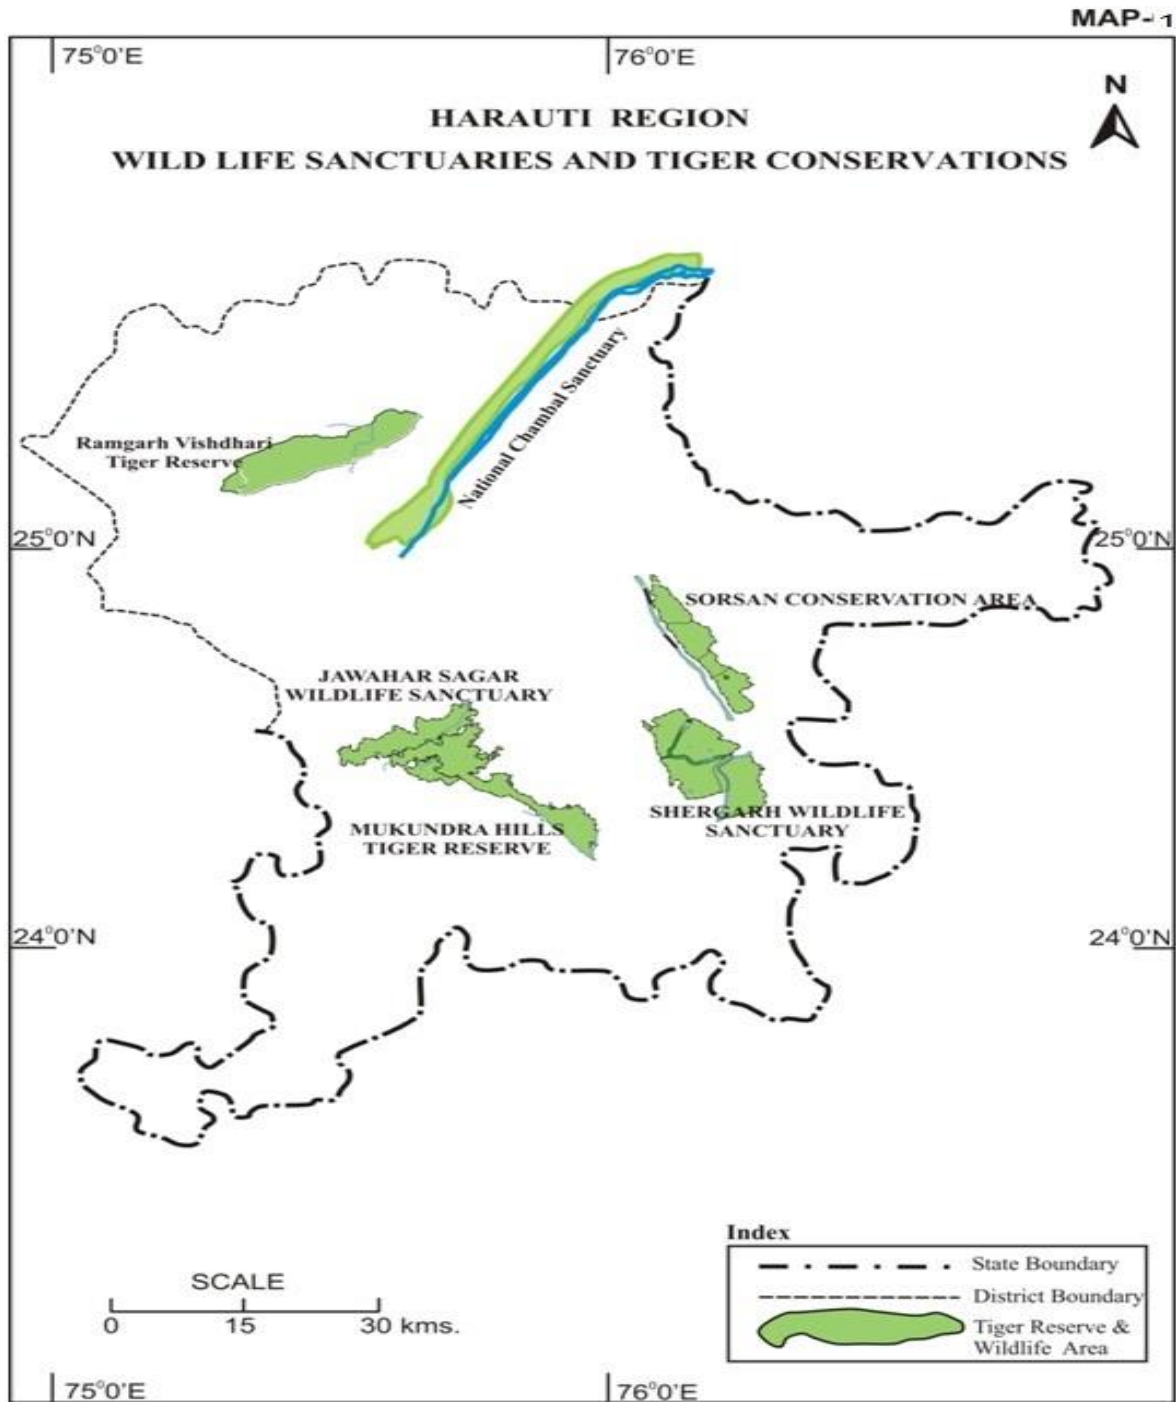 MAP-1
75°0'E
76°0'E
N
HARAUTI REGION
WILD LIFE SANCTUARIES AND TIGER CONSERVATIONS
National Chambal Sanctuary
Ramgarh Vishdhari
Tiger Reserve
25°0'N
25°0'N
SORSAN CONSERVATION AREA
JAWAHAR SAGAR
WILDLIFE SANCTUARY
SHERGARH WILDLIFE
SANCTUARY
MUKUNDRA HILLS
TIGER RESERVE
24°0'N
24°0'N
Index
State Boundary
District Boundary
Tiger Reserve &
Wildlife Area
SCALE
0 15 30 kms.
75°0'E
76°0'E